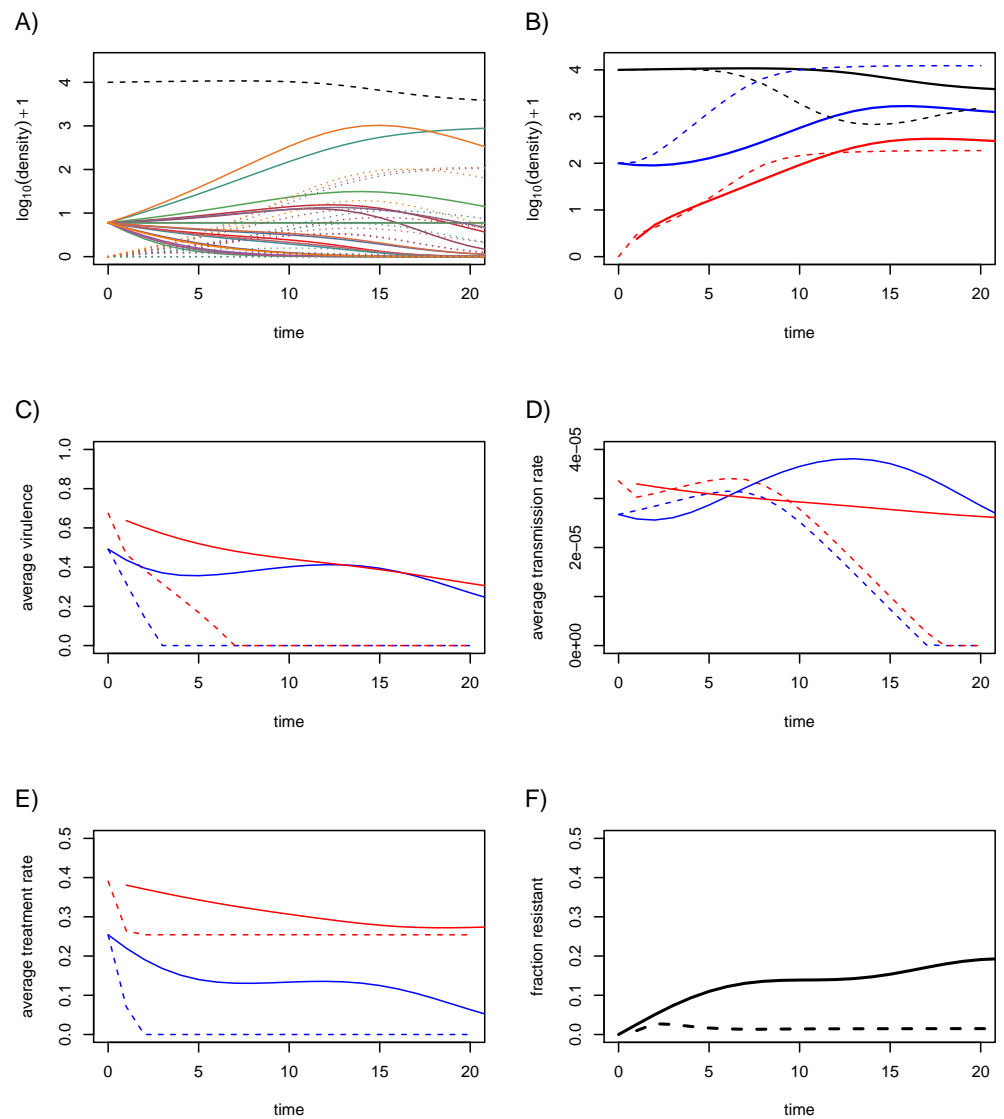 A)
log10(density) + 1
0 1 2 3 4
0 5 10 15 20
time
B)
log10(density) + 1
0 1 2 3 4
0 5 10 15 20
time
C)
average virulence
0.0 0.2 0.4 0.6 0.8 1.0
0 5 10 15 20
time
D)
average transmission rate
0e+00 2e−05 4e−05
0 5 10 15 20
time
E)
average treatment rate
0.0 0.1 0.2 0.3 0.4 0.5
0 5 10 15 20
time
F)
fraction resistant
0.0 0.1 0.2 0.3 0.4 0.5
0 5 10 15 20
time